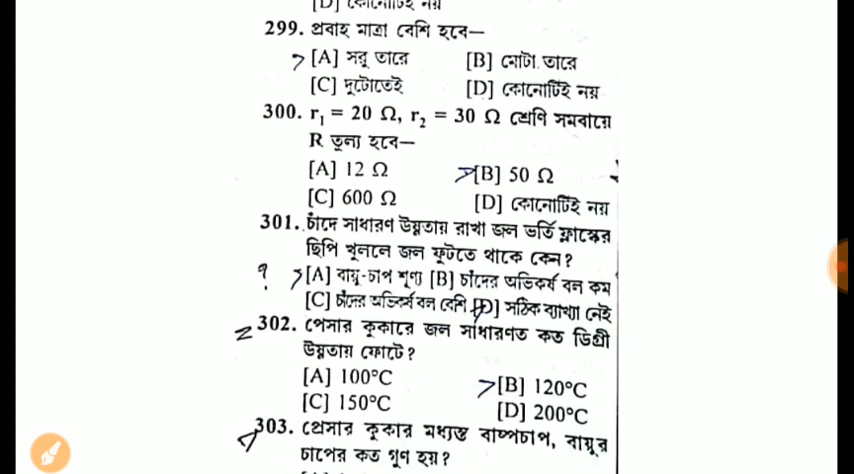 [D] কোনোটিই নয়
299. প্রবাহ মাত্রা বেশি হবে—
[A] সরু তারে [B] মোটা তারে
[C] দুটোতেই [D] কোনোটিই নয়
300. r₁ = 20 Ω, r₂ = 30 Ω শ্রেণি সমবায়ে
R তুল্য হবে—
[A] 12 Ω [B] 50 Ω
[C] 600 Ω [D] কোনোটিই নয়
301. চাঁদে সাধারণ উষ্ণতায় রাখা জল ভর্তি ফ্লাস্কের
ছিপি খুললে জল ফুটতে থাকে কেন?
? [A] বায়ু-চাপ শূণ্য [B] চাঁদের অভিকর্ষ বল কম
[C] চাঁদের অভিকর্ষ বল বেশি [D] সঠিক ব্যাখ্যা নেই
302. পেসার কুকারে জল সাধারণত কত ডিগ্রী
উষ্ণতায় ফোটে?
[A] 100°C [B] 120°C
[C] 150°C [D] 200°C
303. প্রেসার কুকার মধ্যস্ত বাষ্পচাপ, বায়ুর
চাপের কত গুণ হয়?